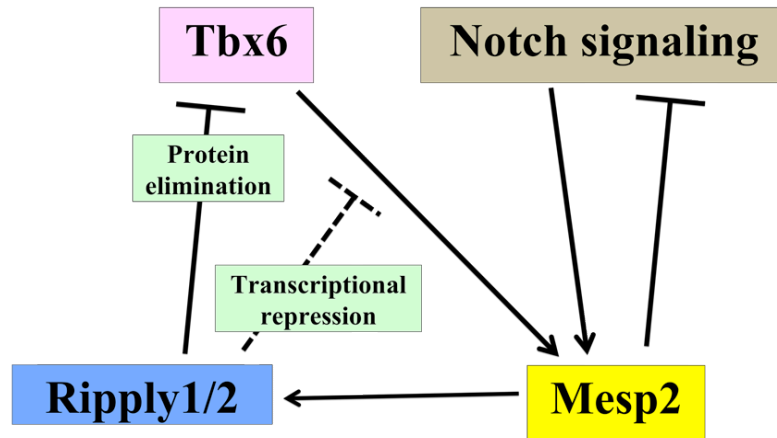 Tbx6
Notch signaling
Protein
elimination
Transcriptional
repression
Ripply1/2
Mesp2